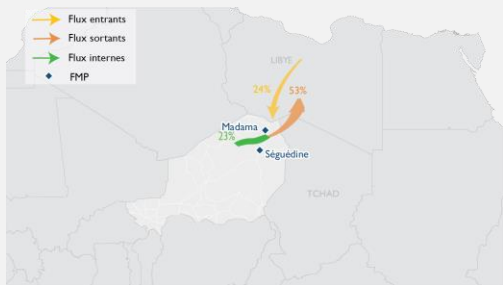 Flux entrants
Flux sortants
Flux internes
FMP
LIBYE
24%
53%
Madama
23%
Séguédine
TCHAD